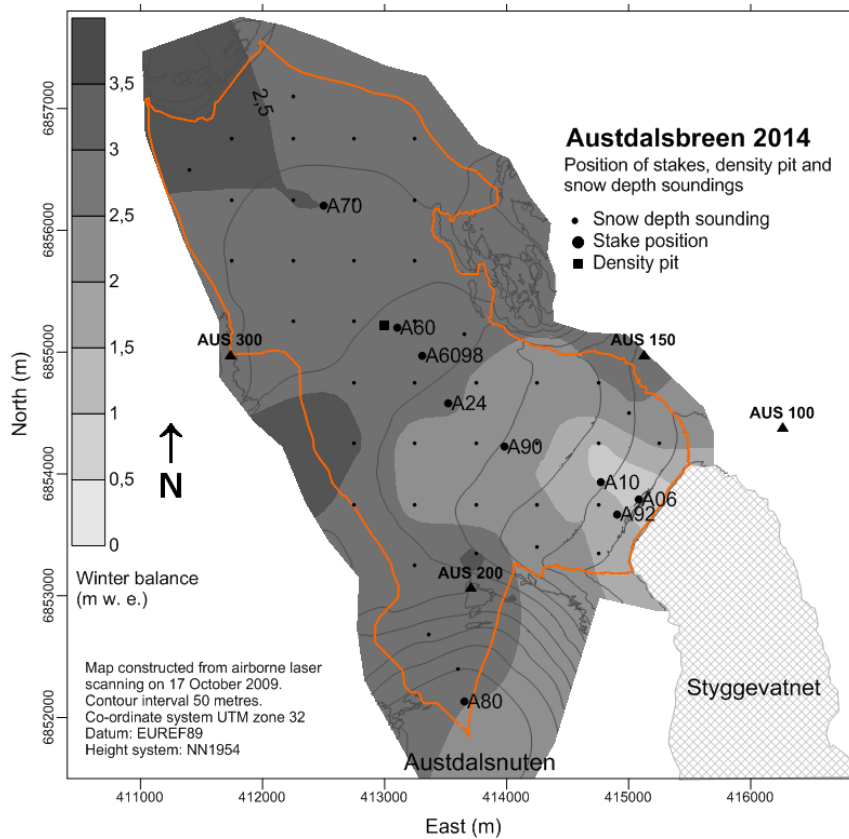 Austdalsbreen 2014
Position of stakes, density pit and
snow depth soundings
Snow depth sounding
Stake position
Density pit
3,5
3
2,5
2
1,5
1
0,5
0
Winter balance
(m w. e.)
N
2,5
A70
A60
A6098
A24
A90
A10
A06
A92
A80
AUS 300
AUS 150
AUS 100
AUS 200
Styggevatnet
Austdalsnuten
Map constructed from airborne laser
scanning on 17 October 2009.
Contour interval 50 metres.
Co-ordinate system UTM zone 32
Datum: EUREF89
Height system: NN1954
North (m)
6857000
6856000
6855000
6854000
6853000
6852000
411000 412000 413000 414000 415000 416000
East (m)